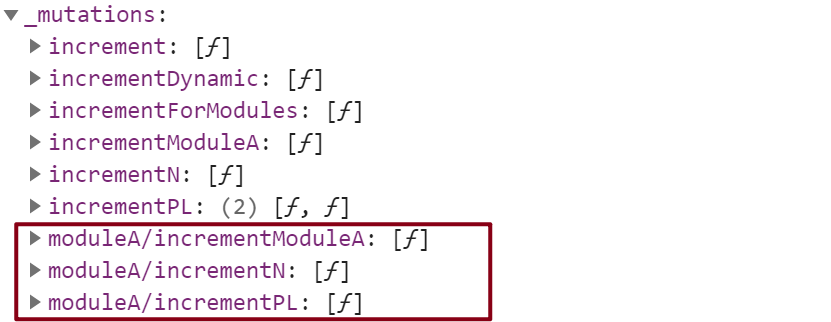 ▼ _mutations:
▶ increment: [ƒ]
▶ incrementDynamic: [ƒ]
▶ incrementForModules: [ƒ]
▶ incrementModuleA: [ƒ]
▶ incrementN: [ƒ]
▶ incrementPL: (2) [ƒ, ƒ]
▶ moduleA/incrementModuleA: [ƒ]
▶ moduleA/incrementN: [ƒ]
▶ moduleA/incrementPL: [ƒ]